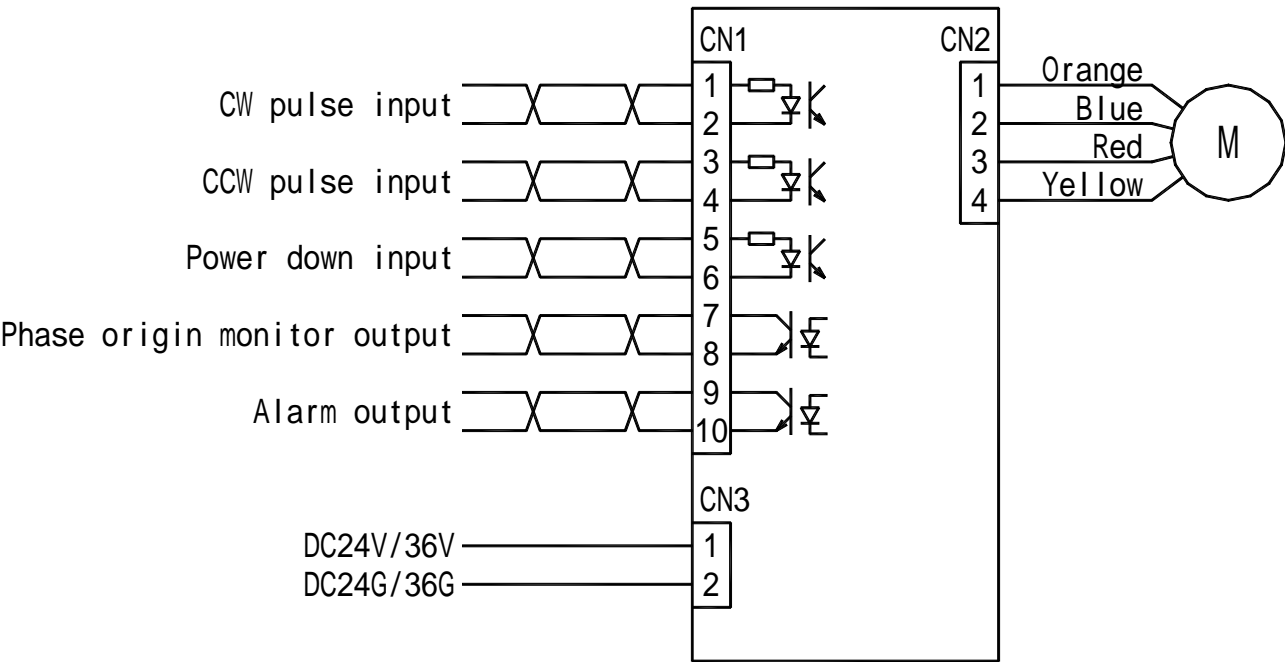 CN1
CN2
CW pulse input
1
2
CCW pulse input
3
4
Power down input
5
6
Phase origin monitor output
7
8
Alarm output
9
10
1
2
3
4
Orange
Blue
Red
Yellow
M
CN3
DC24V/36V
1
DC24G/36G
2